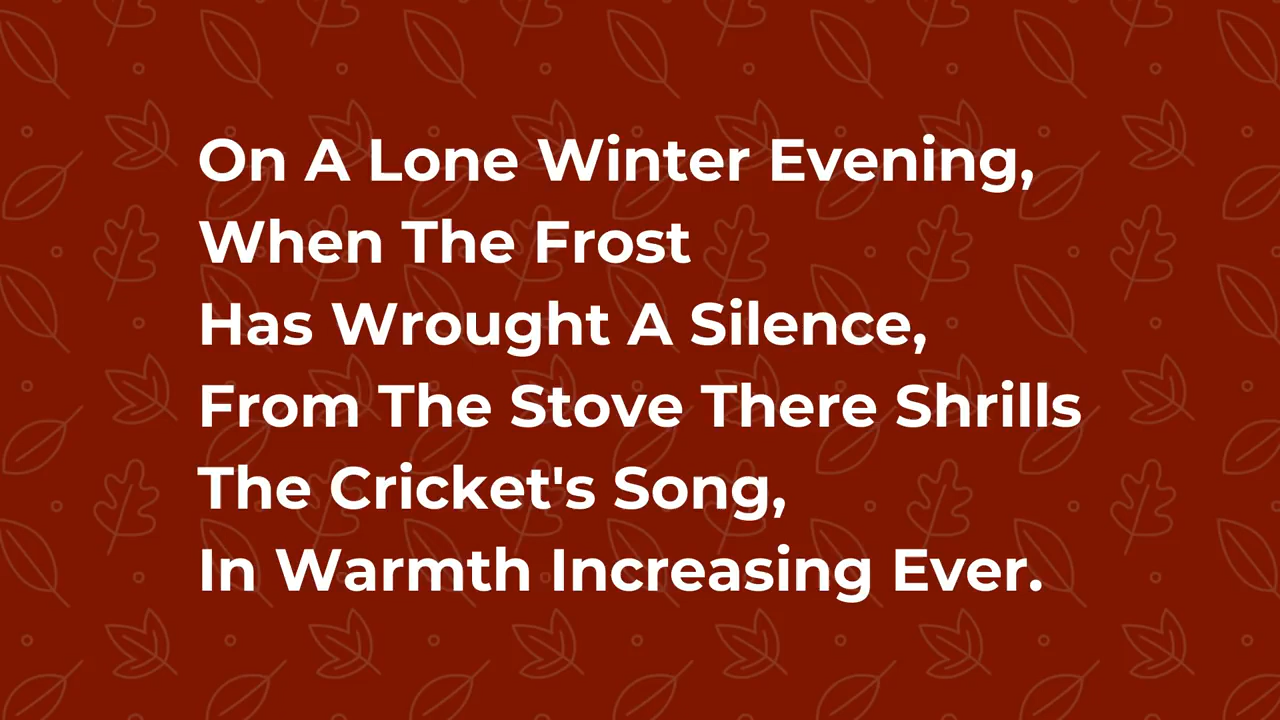 On A Lone Winter Evening,
When The Frost
Has Wrought A Silence,
From The Stove There Shrills
The Cricket's Song,
In Warmth Increasing Ever.